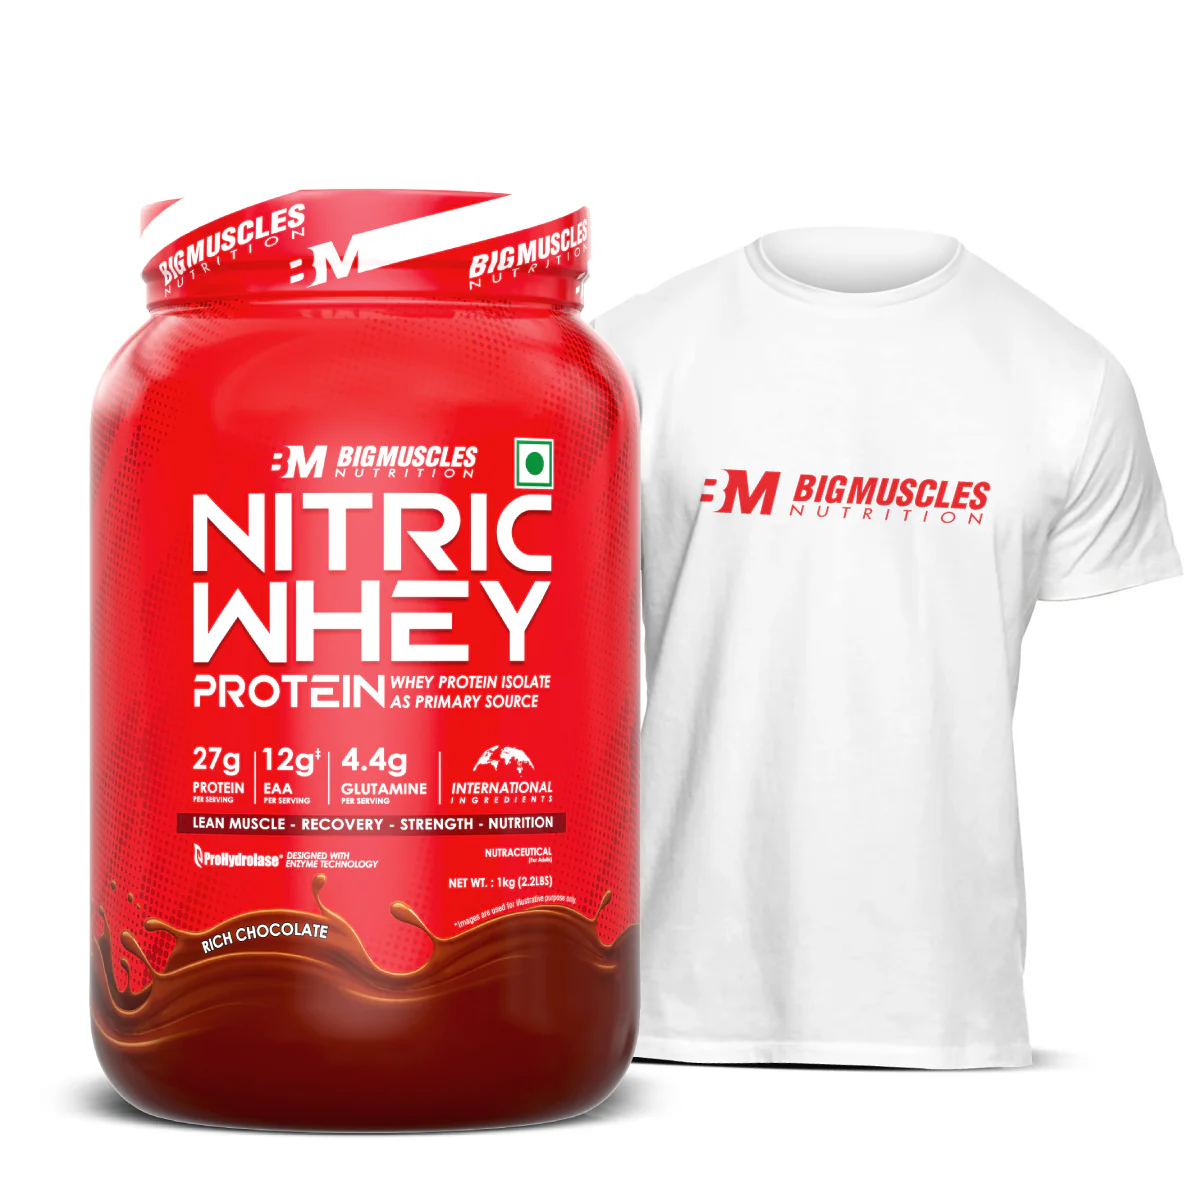 BIGMUSCLES
NUTRITION
BM
BIGMUSCLES
NUTRITION
BM BIGMUSCLES
NUTRITION
NITRIC
WHEY
PROTEIN
WHEY PROTEIN ISOLATE
AS PRIMARY SOURCE
27g
PROTEIN
PER SERVING
12g‡
EAA
PER SERVING
4.4g
GLUTAMINE
PER SERVING
INTERNATIONAL
INGREDIENTS
LEAN MUSCLE - RECOVERY - STRENGTH - NUTRITION
ProHydrolase®
DESIGNED WITH
ENZYME TECHNOLOGY
NUTRACEUTICAL
(For Adults)
NET WT. : 1kg (2.2LBS)
*Images are used for illustrative purpose only.
RICH CHOCOLATE
BM BIGMUSCLES
NUTRITION